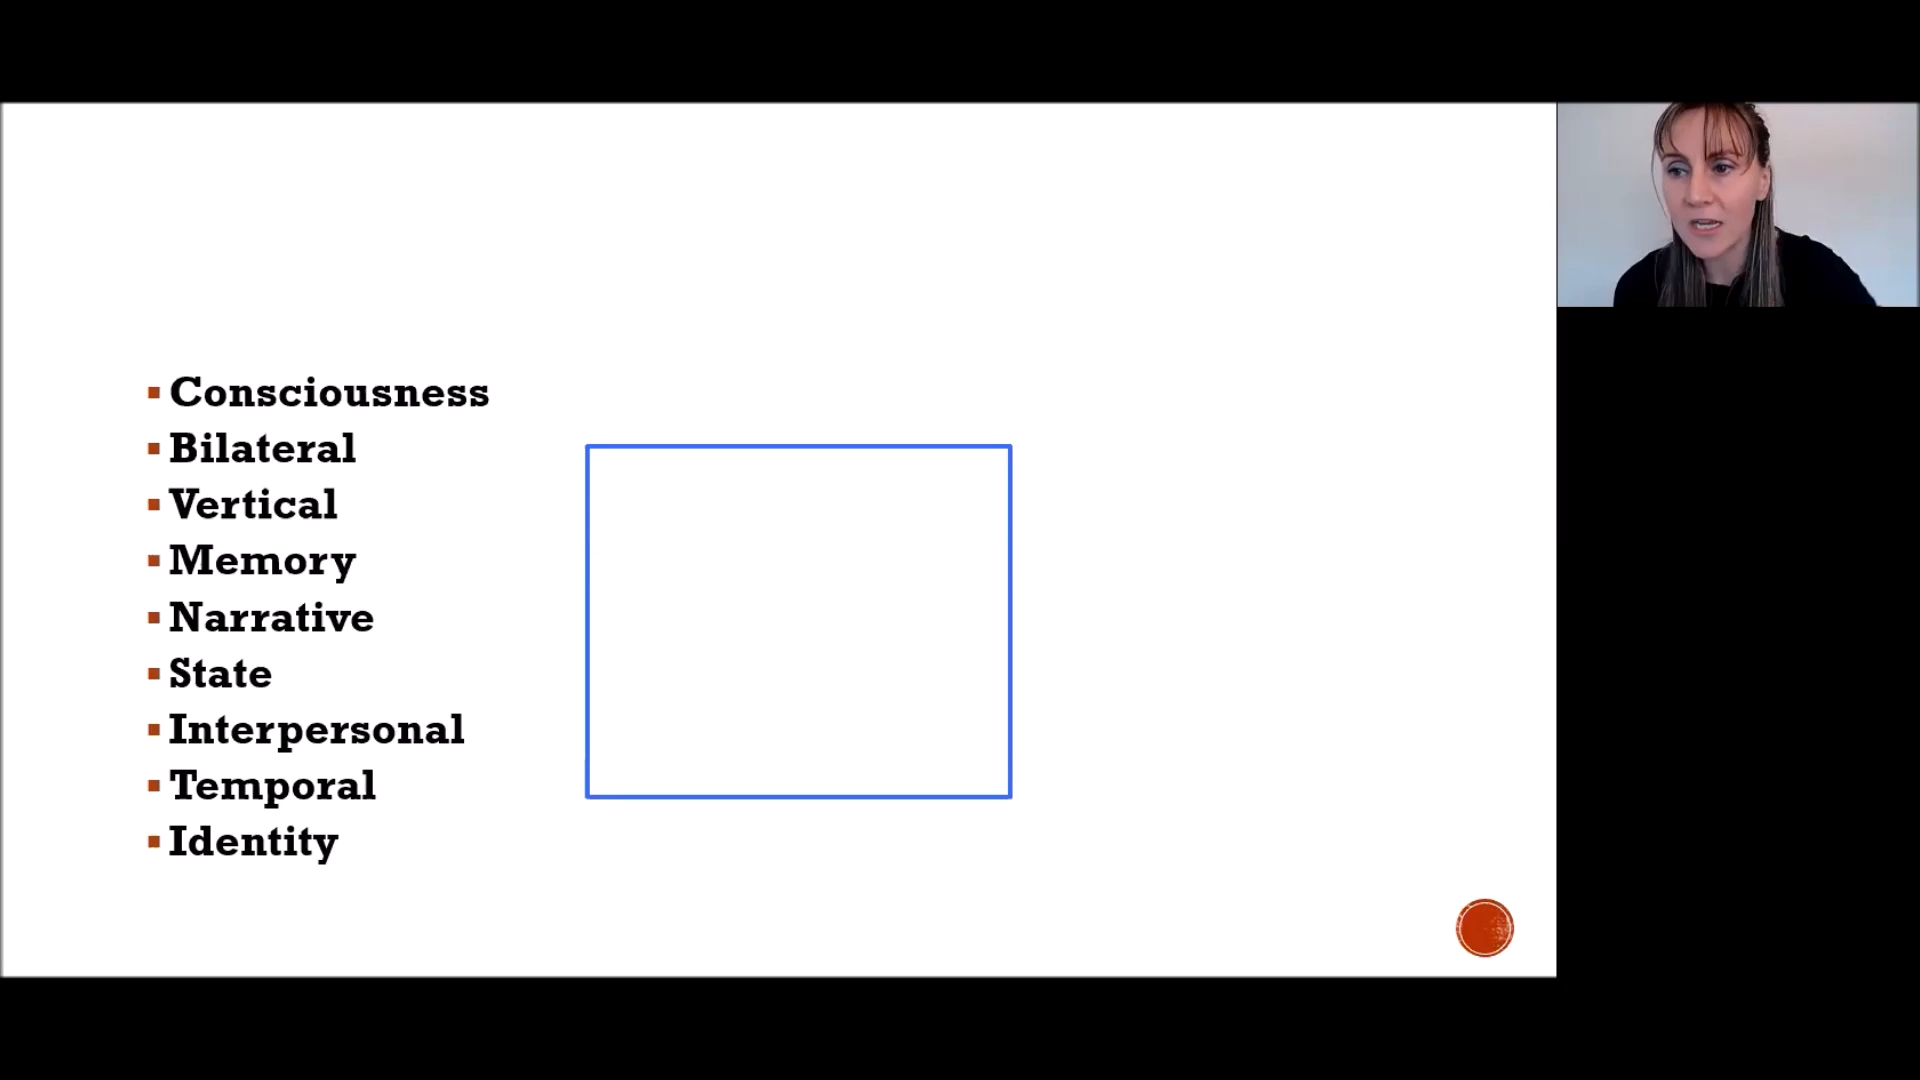 Consciousness
Bilateral
Vertical
Memory
Narrative
State
Interpersonal
Temporal
Identity